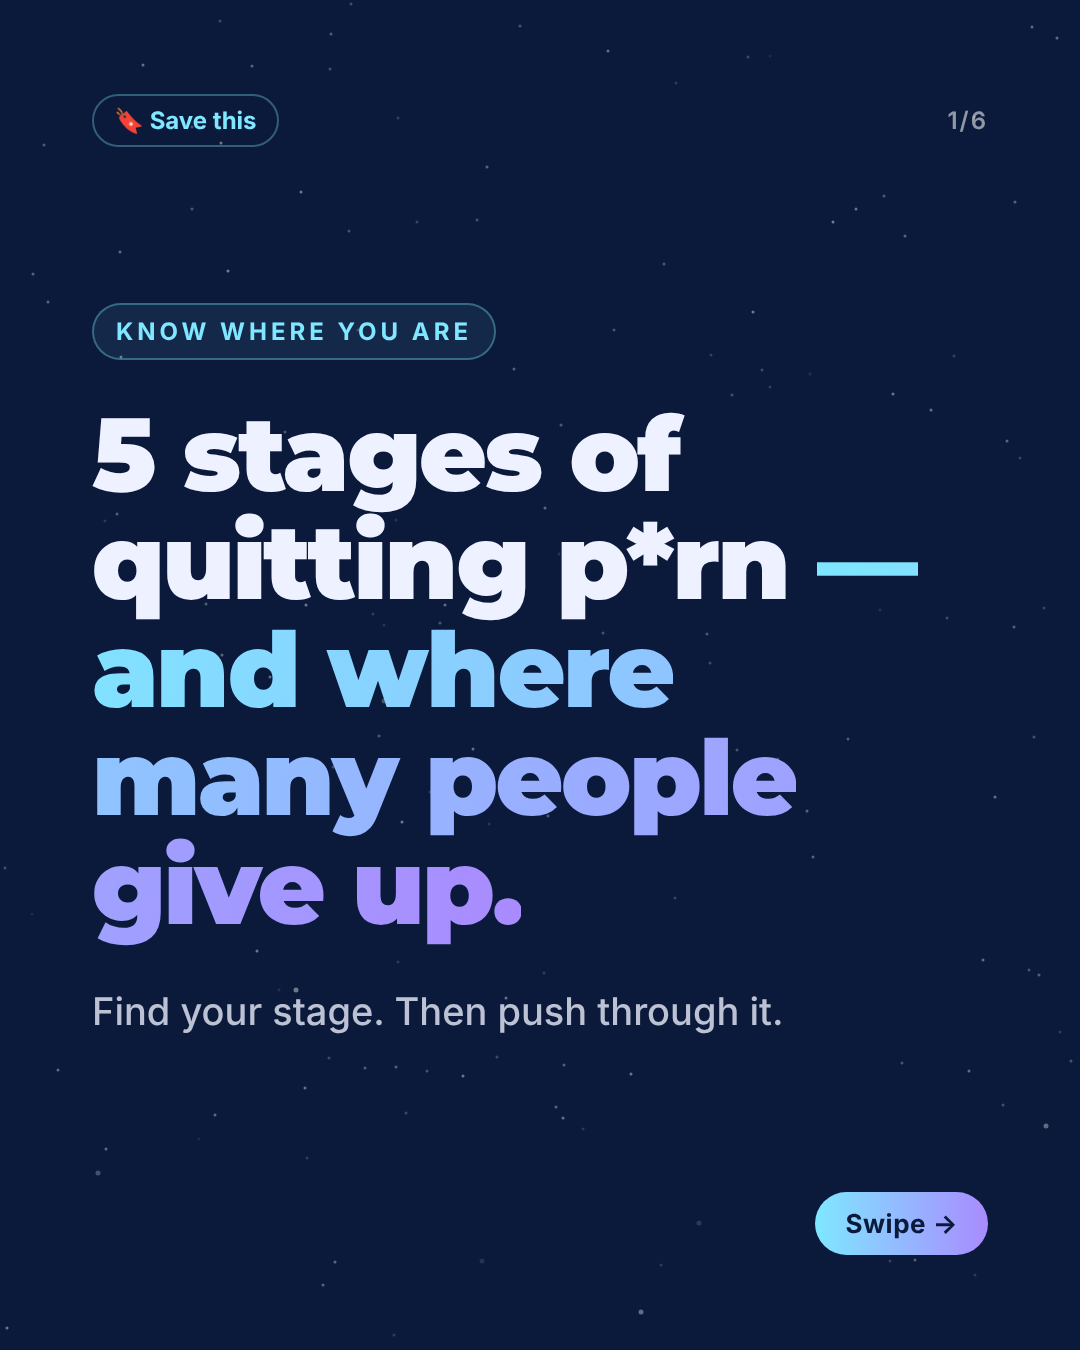 🔖 Save this
1/6
KNOW WHERE YOU ARE
5 stages of
quitting p*rn —
and where
many people
give up.
Find your stage. Then push through it.
Swipe →